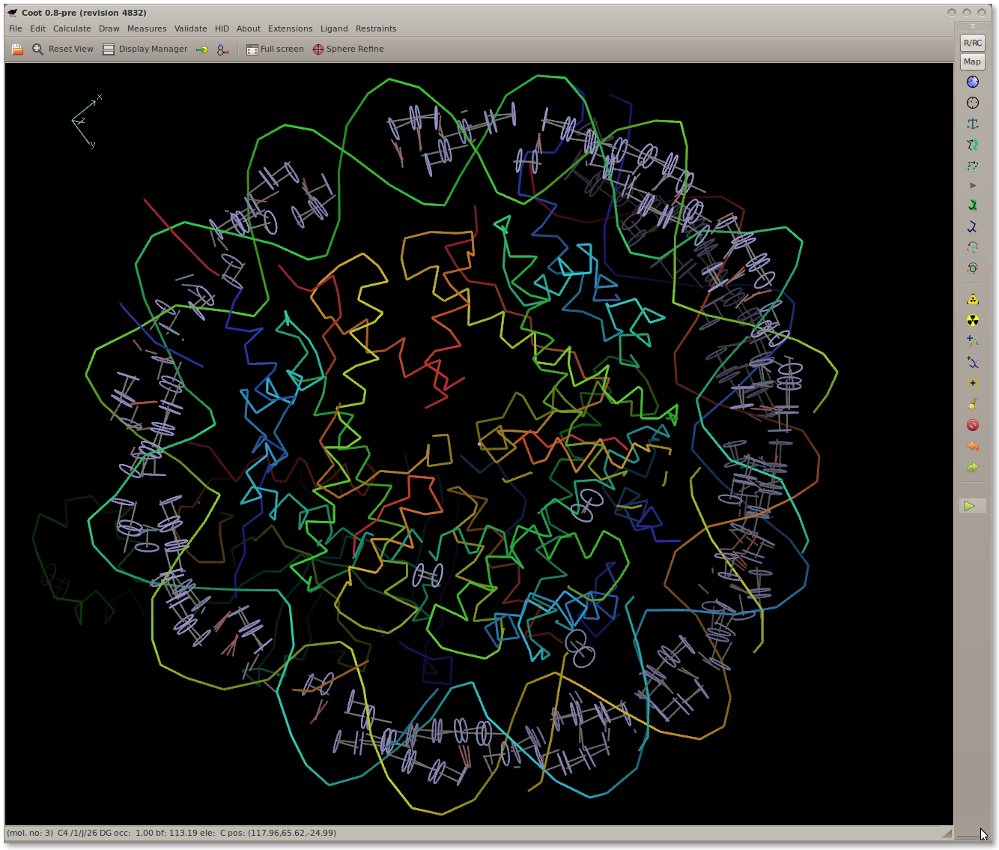 Coot 0.8-pre (revision 4832)
File Edit Calculate Draw Measures Validate HID About Extensions Ligand Restraints
Reset View Display Manager Full screen Sphere Refine
R/RC
Map
x
z
y
(mol. no: 3) C4 /1/J/26 DG occ: 1.00 bf: 113.19 ele: C pos: (117.96,65.62,-24.99)